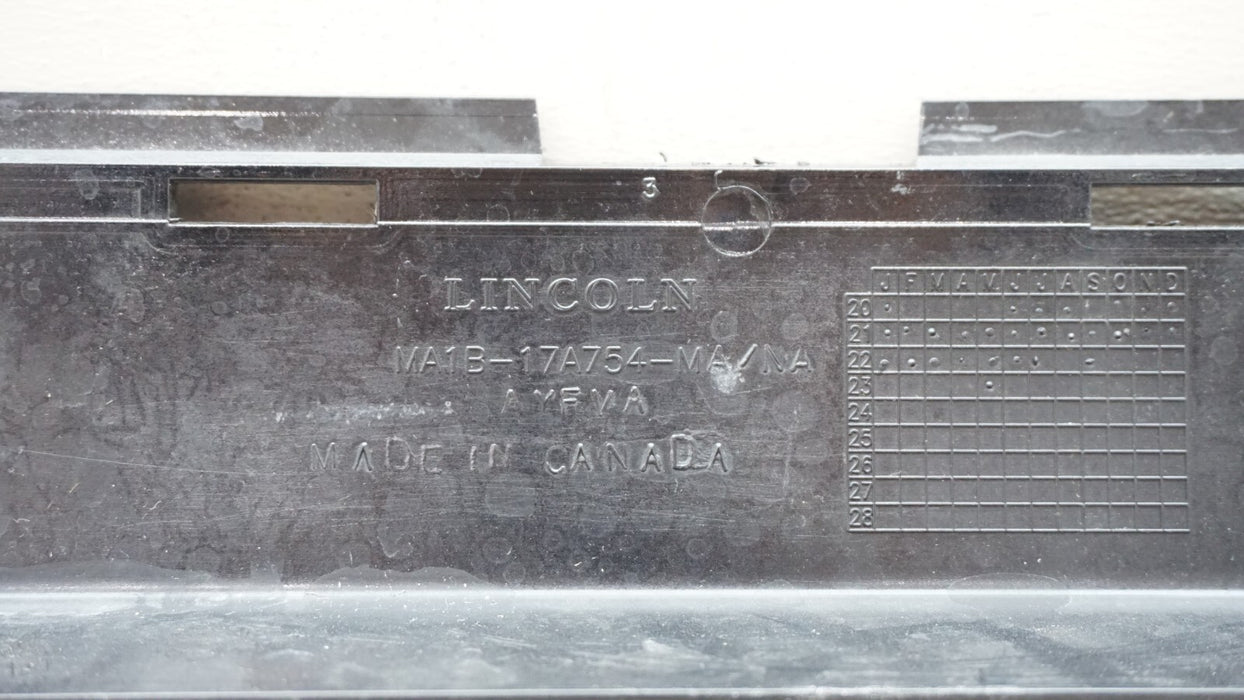 3
LINCOLN
MA1B-17A754-MA/NA
AYFMA
MADE IN CANADA
J F M A M J J A S O N D
20
21
22
23
24
25
26
27
28